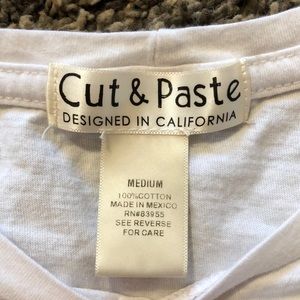 Cut & Paste
DESIGNED IN CALIFORNIA
MEDIUM
100%COTTON
MADE IN MEXICO
RN#83955
SEE REVERSE
FOR CARE